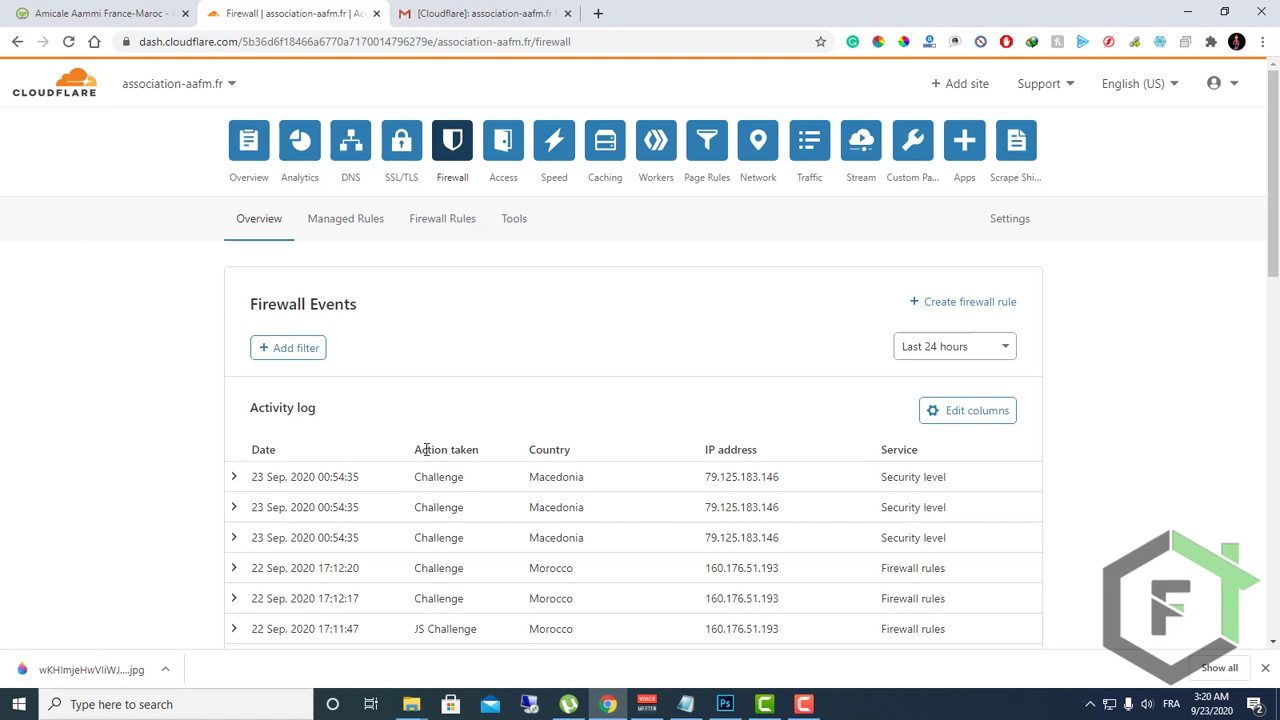 Amicale Aammi France-Maroc - A
Firewall | association-aafm.fr | Ac
[Cloudflare]: association-aafm.fr
dash.cloudflare.com/5b36d6f18466a6770a7170014796279e/association-aafm.fr/firewall
CLOUDFLARE
association-aafm.fr
+ Add site
Support
English (US)
Overview
Analytics
DNS
SSL/TLS
Firewall
Access
Speed
Caching
Workers
Page Rules
Network
Traffic
Stream
Custom Pa...
Apps
Scrape Shi...
Overview
Managed Rules
Firewall Rules
Tools
Settings
Firewall Events
+ Create firewall rule
+ Add filter
Last 24 hours
Activity log
Edit columns
Date Action taken Country IP address Service
23 Sep, 2020 00:54:35 Challenge Macedonia 79.125.183.146 Security level
23 Sep, 2020 00:54:35 Challenge Macedonia 79.125.183.146 Security level
23 Sep, 2020 00:54:35 Challenge Macedonia 79.125.183.146 Security level
22 Sep, 2020 17:12:20 Challenge Morocco 160.176.51.193 Firewall rules
22 Sep, 2020 17:12:17 Challenge Morocco 160.176.51.193 Firewall rules
22 Sep, 2020 17:11:47 JS Challenge Morocco 160.176.51.193 Firewall rules
F
wKHImjeHwVIiWJ....jpg
Show all
Type here to search
VOICE
MEETER
Ps
C
C
FRA
3:20 AM
9/23/2020
2